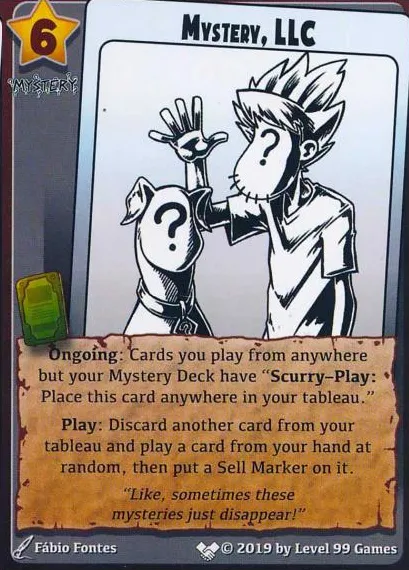 6
MYSTERY, LLC
MYSTERY
?
?
?
Ongoing: Cards you play from anywhere
but your Mystery Deck have “Scurry–Play:
Place this card anywhere in your tableau.”
Play: Discard another card from your
tableau and play a card from your hand at
random, then put a Sell Marker on it.
“Like, sometimes these
mysteries just disappear!”
Fábio Fontes
© 2019 by Level 99 Games